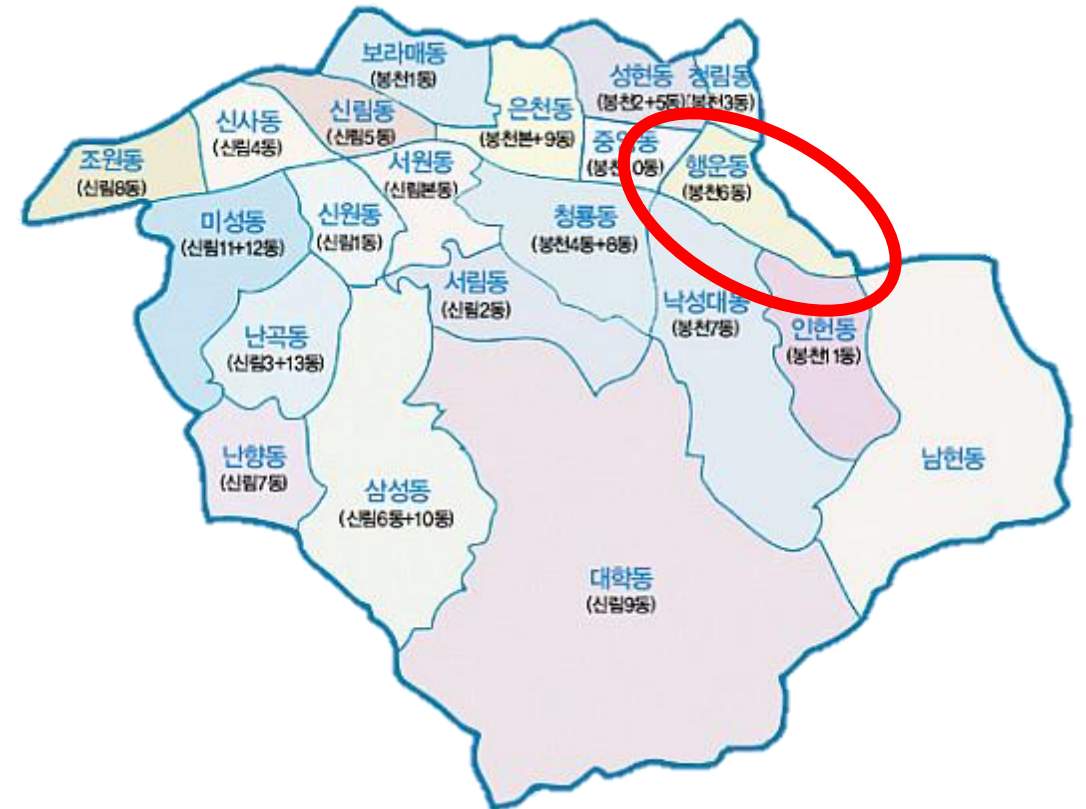 보라매동
(봉천1동)
성현동
(봉천2+5동)
청림동
(봉천3동)
은천동
(봉천본+9동)
신림동
(신림5동)
신사동
(신림4동)
조원동
(신림8동)
서원동
(신림본동)
행운동
(봉천6동)
미성동
(신림11+12동)
신원동
(신림1동)
청룡동
(봉천4동+8동)
서림동
(신림2동)
낙성대동
(봉천7동)
인헌동
(봉천11동)
난곡동
(신림3+13동)
난향동
(신림7동)
삼성동
(신림6동+10동)
남현동
대학동
(신림9동)